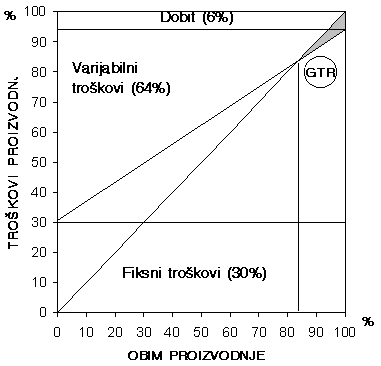 %
Dobit (6%)
100
90
80
70
60
50
40
30
20
10
0
TROŠKOVI PROIZVODN.
Varijabilni
troškovi (64%)
GTR
Fiksni troškovi (30%)
0 10 20 30 40 50 60 70 80 90 100
%
OBIM PROIZVODNJE